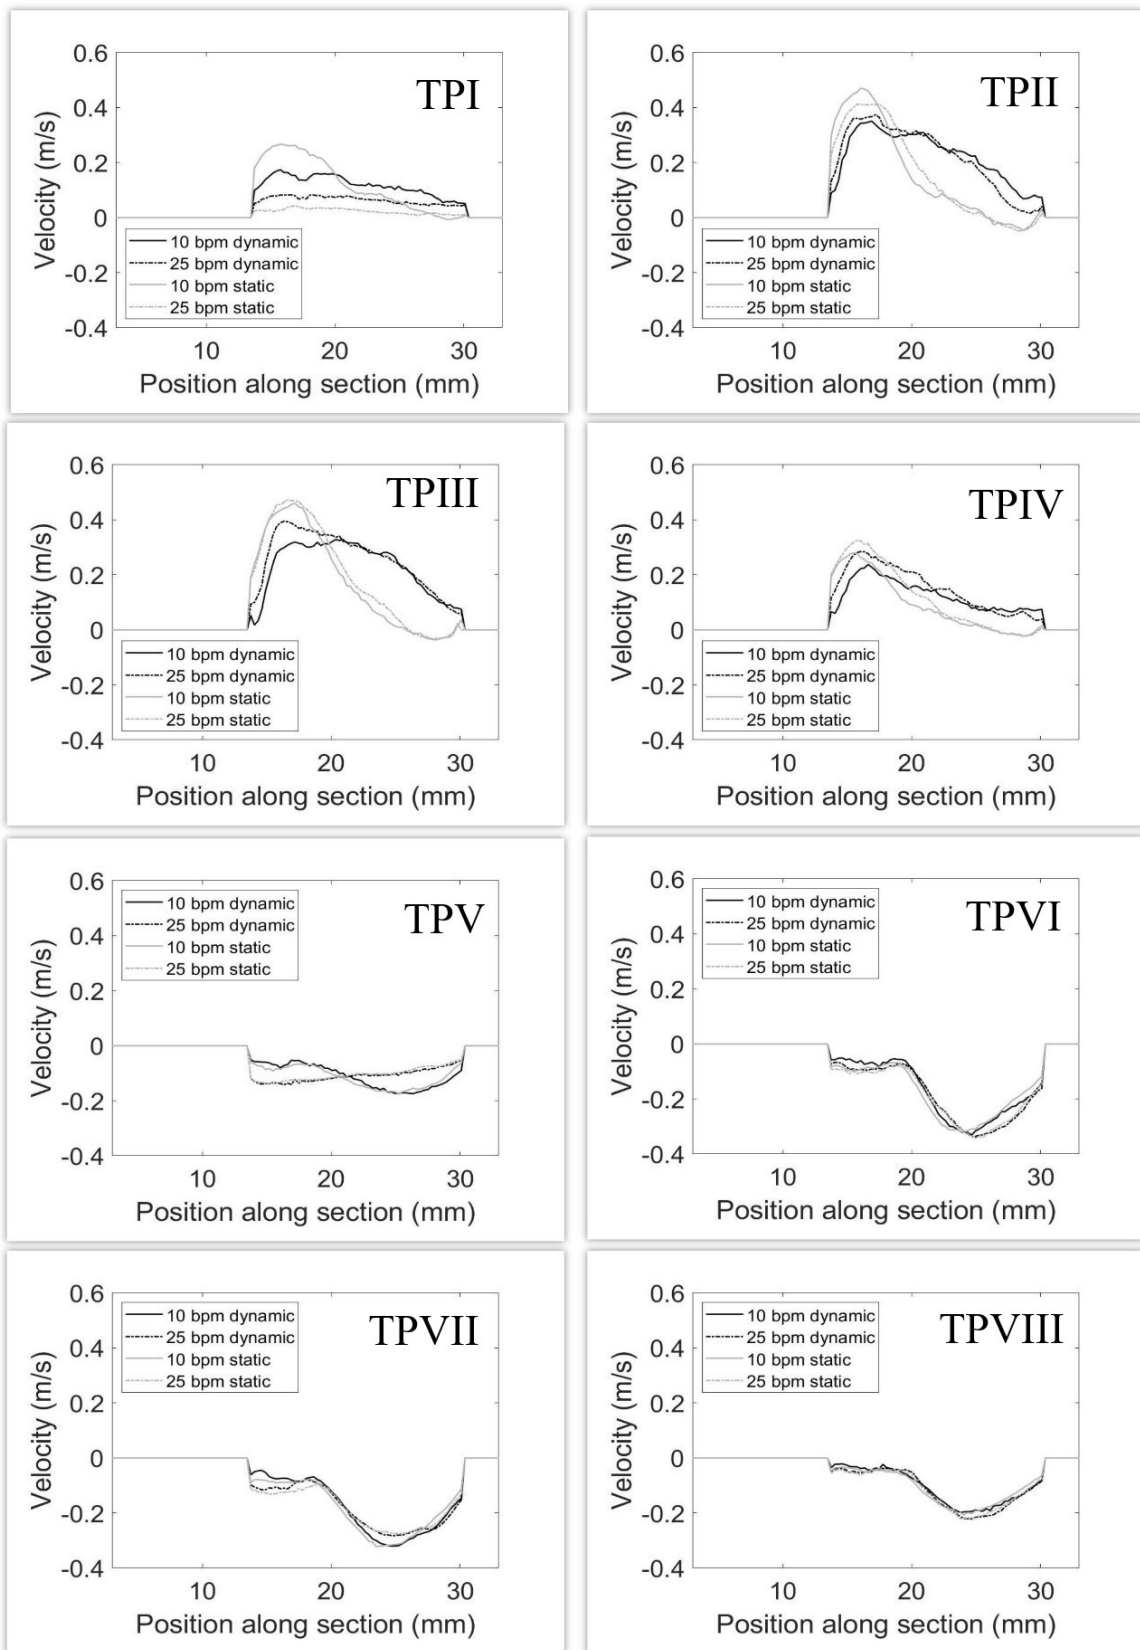 TPI
0.6
0.4
0.2
0
-0.2
-0.4
Velocity (m/s)
10 bpm dynamic
25 bpm dynamic
10 bpm static
25 bpm static
10 20 30
Position along section (mm)
TPII
0.6
0.4
0.2
0
-0.2
-0.4
Velocity (m/s)
10 bpm dynamic
25 bpm dynamic
10 bpm static
25 bpm static
10 20 30
Position along section (mm)
TPIII
0.6
0.4
0.2
0
-0.2
-0.4
Velocity (m/s)
10 bpm dynamic
25 bpm dynamic
10 bpm static
25 bpm static
10 20 30
Position along section (mm)
TPIV
0.6
0.4
0.2
0
-0.2
-0.4
Velocity (m/s)
10 bpm dynamic
25 bpm dynamic
10 bpm static
25 bpm static
10 20 30
Position along section (mm)
TPV
0.6
0.4
0.2
0
-0.2
-0.4
Velocity (m/s)
10 bpm dynamic
25 bpm dynamic
10 bpm static
25 bpm static
10 20 30
Position along section (mm)
TPVI
0.6
0.4
0.2
0
-0.2
-0.4
Velocity (m/s)
10 bpm dynamic
25 bpm dynamic
10 bpm static
25 bpm static
10 20 30
Position along section (mm)
TPVII
0.6
0.4
0.2
0
-0.2
-0.4
Velocity (m/s)
10 bpm dynamic
25 bpm dynamic
10 bpm static
25 bpm static
10 20 30
Position along section (mm)
TPVIII
0.6
0.4
0.2
0
-0.2
-0.4
Velocity (m/s)
10 bpm dynamic
25 bpm dynamic
10 bpm static
25 bpm static
10 20 30
Position along section (mm)